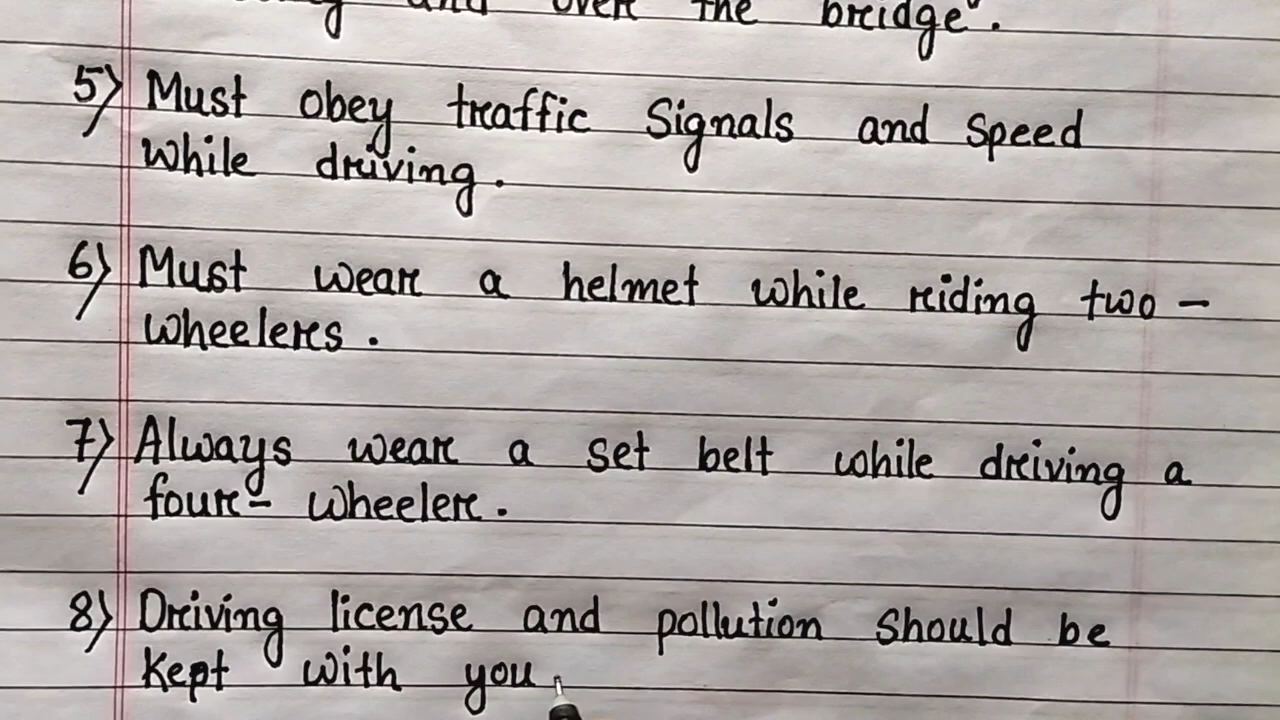 and over the bridge".
5) Must obey traffic Signals and Speed
while driving.
6) Must wear a helmet while riding two-
wheelers.
7) Always wear a set belt while driving a
four- wheeler.
8) Driving license and pollution should be
kept with you